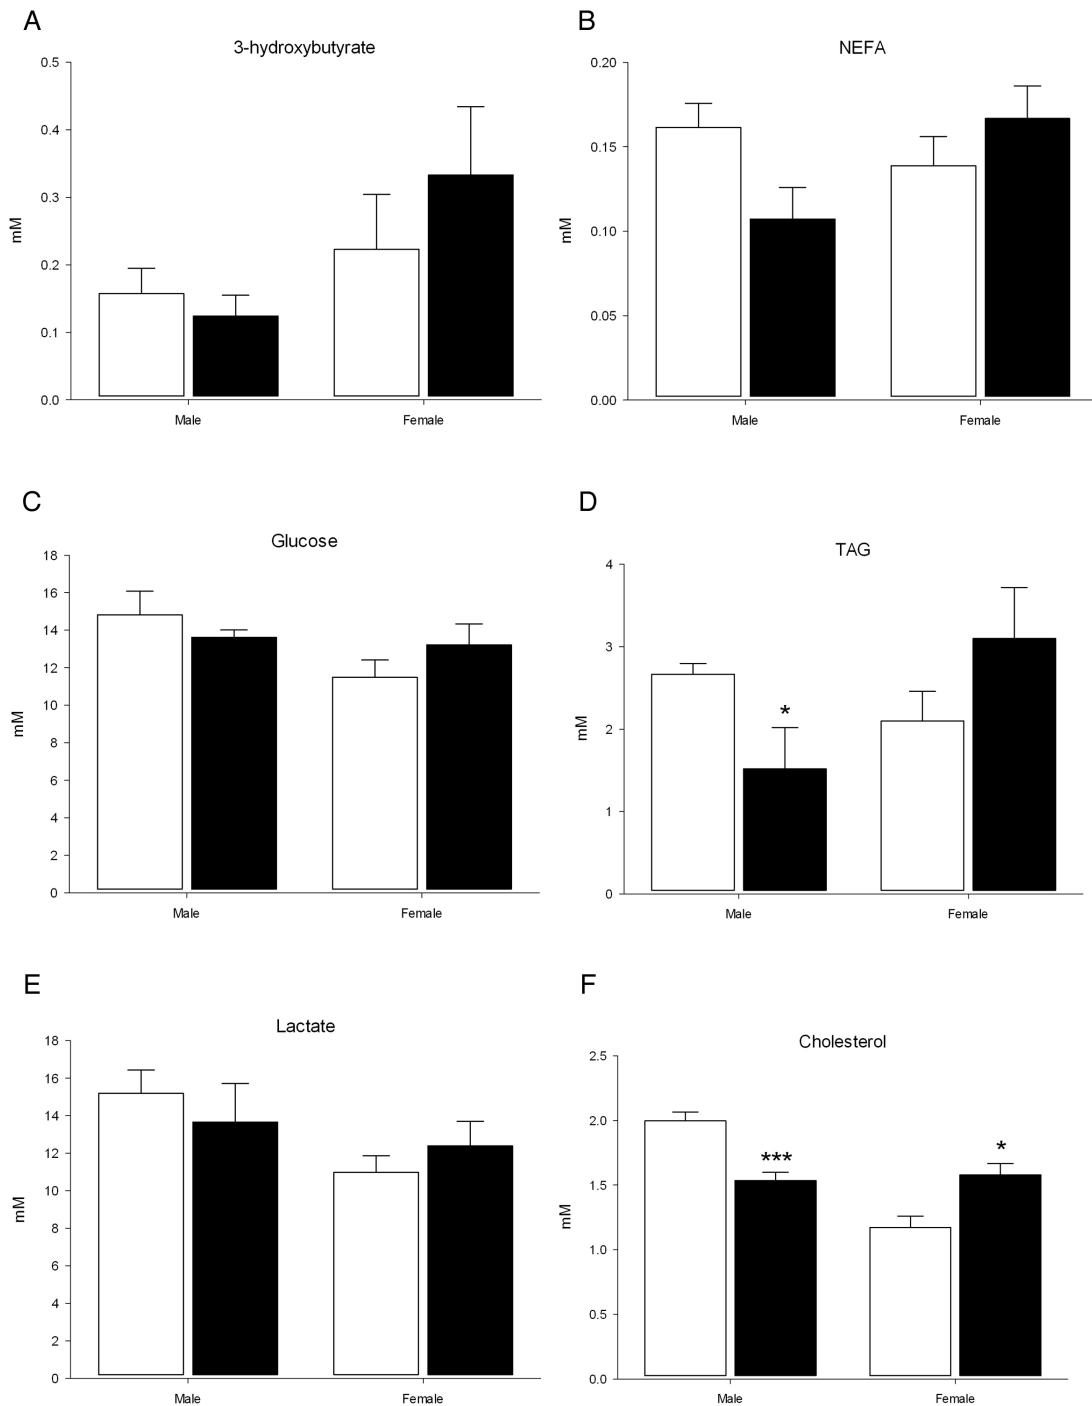 A
3-hydroxybutyrate
0.5
0.4
0.3
0.2
0.1
0.0
mM
Male
Female
B
NEFA
0.20
0.15
0.10
0.05
0.00
mM
Male
Female
C
Glucose
18
16
14
12
10
8
6
4
2
0
mM
Male
Female
D
TAG
4
3
2
1
0
mM
*
Male
Female
E
Lactate
18
16
14
12
10
8
6
4
2
0
mM
Male
Female
F
Cholesterol
2.5
2.0
1.5
1.0
0.5
0.0
mM
***
*
Male
Female